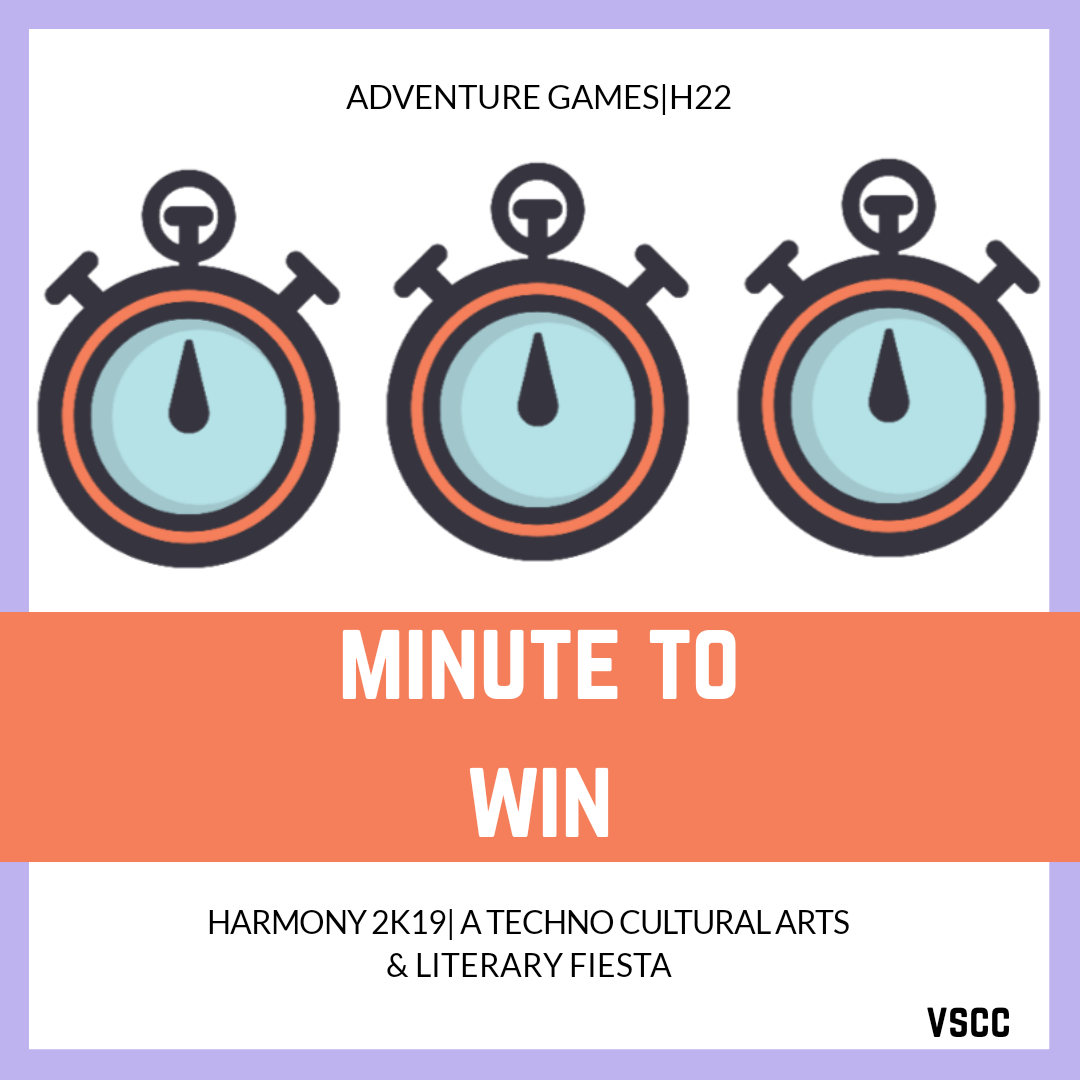 ADVENTURE GAMES|H22
MINUTE TO
WIN
HARMONY 2K19| A TECHNO CULTURAL ARTS
& LITERARY FIESTA
VSCC